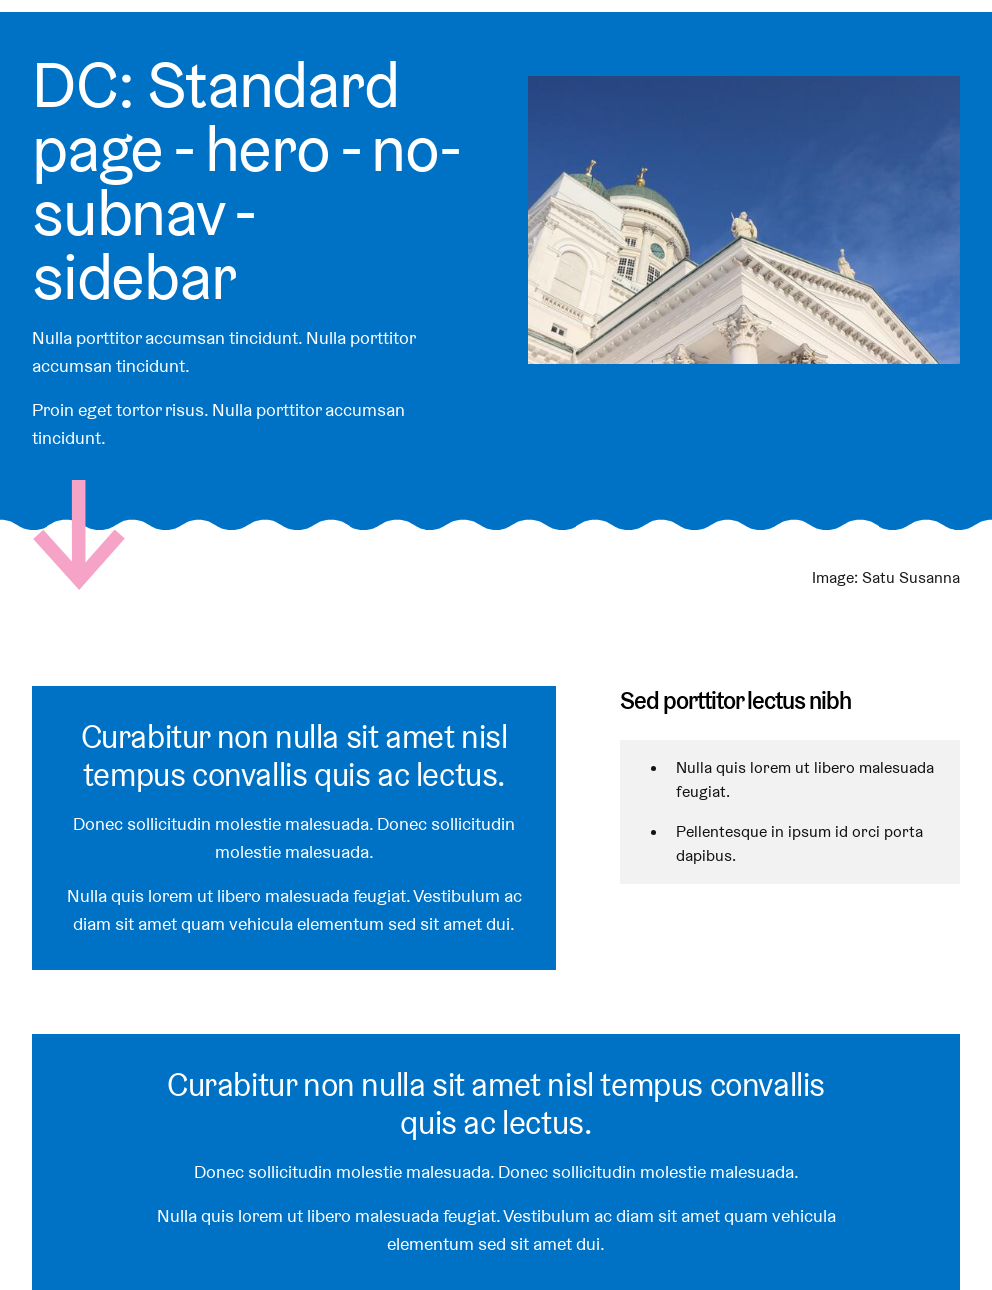 DC: Standard
page - hero - no-
subnav -
sidebar
Nulla porttitor accumsan tincidunt. Nulla porttitor
accumsan tincidunt.
Proin eget tortor risus. Nulla porttitor accumsan
tincidunt.
Image: Satu Susanna
Curabitur non nulla sit amet nisl
tempus convallis quis ac lectus.
Donec sollicitudin molestie malesuada. Donec sollicitudin
molestie malesuada.
Nulla quis lorem ut libero malesuada feugiat. Vestibulum ac
diam sit amet quam vehicula elementum sed sit amet dui.
Sed porttitor lectus nibh
• Nulla quis lorem ut libero malesuada
feugiat.
• Pellentesque in ipsum id orci porta
dapibus.
Curabitur non nulla sit amet nisl tempus convallis
quis ac lectus.
Donec sollicitudin molestie malesuada. Donec sollicitudin molestie malesuada.
Nulla quis lorem ut libero malesuada feugiat. Vestibulum ac diam sit amet quam vehicula
elementum sed sit amet dui.